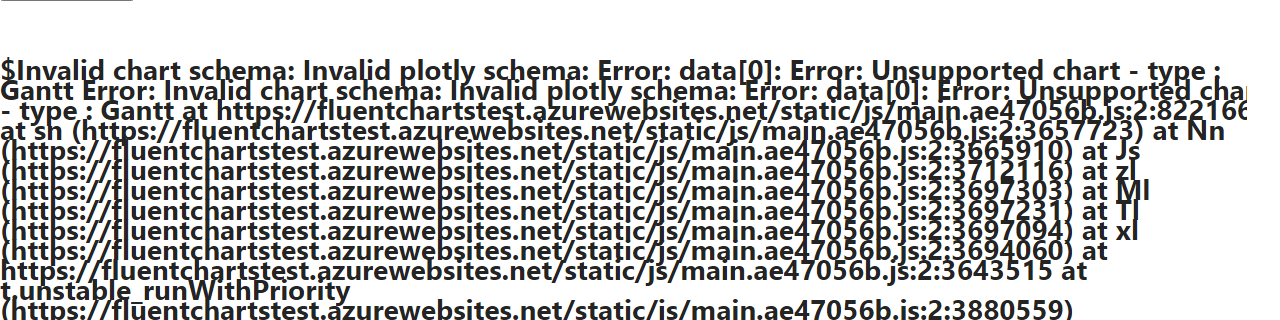 $Invalid chart schema: Invalid plotly schema: Error: data[0]: Error: Unsupported chart - type :
Gantt Error: Invalid chart schema: Invalid plotly schema: Error: data[0]: Error: Unsupported char
- type : Gantt at https://fluentchartstest.azurewebsites.net/static/js/main.ae47056b.js:2:822166
at sh (https://fluentchartstest.azurewebsites.net/static/js/main.ae47056b.js:2:3657723) at Nn
(https://fluentchartstest.azurewebsites.net/static/js/main.ae47056b.js:2:3665910) at Js
(https://fluentchartstest.azurewebsites.net/static/js/main.ae47056b.js:2:3712116) at zl
(https://fluentchartstest.azurewebsites.net/static/js/main.ae47056b.js:2:3697303) at Ml
(https://fluentchartstest.azurewebsites.net/static/js/main.ae47056b.js:2:3697231) at Tl
(https://fluentchartstest.azurewebsites.net/static/js/main.ae47056b.js:2:3697094) at xl
(https://fluentchartstest.azurewebsites.net/static/js/main.ae47056b.js:2:3694060) at
https://fluentchartstest.azurewebsites.net/static/js/main.ae47056b.js:2:3643515 at
t.unstable_runWithPriority
(https://fluentchartstest.azurewebsites.net/static/js/main.ae47056b.js:2:3880559)